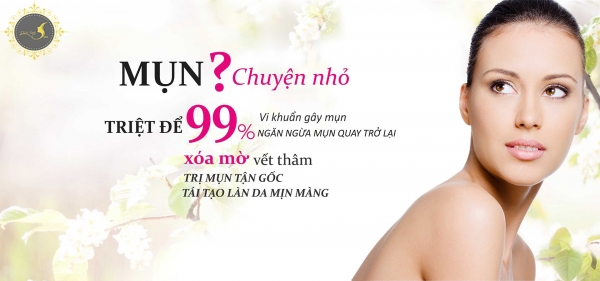 MỤN ? Chuyện nhỏ
TRIỆT ĐỂ 99% Vi khuẩn gây mụn
NGĂN NGỪA MỤN QUAY TRỞ LẠI
xóa mờ vết thâm
TRỊ MỤN TẬN GỐC
TÁI TẠO LÀN DA MỊN MÀNG